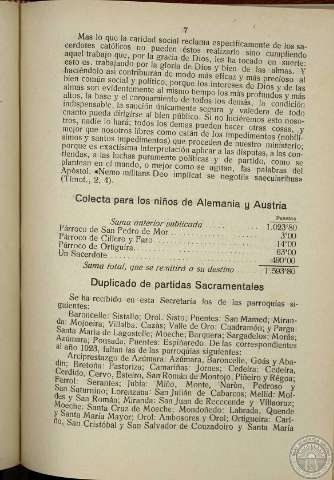 7
Mas lo que la caridad social reclama específicamente de los sa-
cerdotes católicos no pueden éstos realizarlo sino cumpliendo
aquel trabajo que, por la gracia de Dios, les ha tocado en suerte:
esto es, trabajando por la gloria de Dios y bien de las almas. Y
haciéndolo así contribuirán de modo más eficaz y más precioso al
bien común social y político; porque los intereses de Dios y de las
almas son evidentemente al mismo tiempo los más profundos y más
altos, la base y el coronamiento de todos los demás, la condición
indispensable, la sanción únicamente segura y valedera de todo
cuanto pueda dirigirse al bien público. Si no lo hiciéremos esto noso-
tros, nadie lo hará; todos los demás pueden hacer otras cosas, y
mejor que nosotros libres como están de los impedimentos (nobilí-
simos y santos impedimentos) que proceden de nuestro ministerio;
porque es exactísima interpretación aplicar a las disputas, a las con-
tiendas, a las luchas puramente políticas y de partido, como se
plantean en el mundo, o mejor como se agitan, las palabras del
Apóstol. «Nemo militans Deo implicat se negotiis saecularibus»
(Timot., 2, 4).
Colecta para los niños de Alemania y Austria
Pesetas
Suma anterior publicada . . . . 1.023'80
Párroco de San Pedro de Mor . . . . 3'00
Párroco de Cillero y Faro . . . . 14'00
Párroco de Ortigueira . . . . 63'00
Un Sacerdote . . . . 490'00
Suma total, que se remitirá a su destino . . . . 1.593'80
Duplicado de partidas Sacramentales
Se ha recibido en esta Secretaría los de las parroquias si-
guientes:
Baroncelle: Sistallo; Orol. Sixto; Puentes: San Mamed; Miran-
da: Mojoeira; Villalba. Cazás; Valle de Oro: Cuadramón; y Parga:
Santa María de Lagostelle; Moeche: Barquera; Sargadelos: Morás;
Azúmara; Pousada. Puentes: Espiñaredo. De las correspondientes
al año 1923, faltan las de las parroquias siguientes:
Arciprestazgo de Azúmara: Azúmara, Baroncelle, Goás y Aba-
dín; Bretoña: Pastoriza; Camariñas: Jornes; Cedeira: Cedeira,
Cerdido, Cervo, Esteiro, San Román de Montojo, Piñeiro y Régoa;
Ferrol: Serantes; Jubia: Miño, Monte, Narón, Pedroso y
San Saturnino; Lorenzana: San Julián de Cabarcos; Mellid: Mol-
des y San Román; Miranda: San Juan de Rececende y Villaoruz;
Moeche: Santa Cruz de Moeche: Mondoñedo: Labrada, Quende
y Santa María Mayor; Orol: Ambosores y Orol; Ortigueira: Cari-
ño, San Cristóbal y San Salvador de Couzadoiro y Santa María